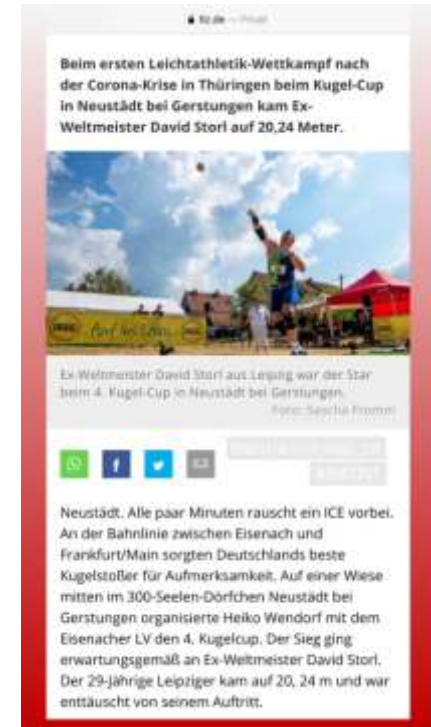 Beim ersten Leichtathletik-Wettkampf nach
der Corona-Krise in Thüringen beim Kugel-Cup
in Neustädt bei Gerstungen kam Ex-
Weltmeister David Storl auf 20,24 Meter.
Ex-Weltmeister David Storl aus Leipzig war der Star
beim 4. Kugel-Cup in Neustädt bei Gerstungen.
Foto: Sascha Fromm
f
Neustädt. Alle paar Minuten rauscht ein ICE vorbei.
An der Bahnlinie zwischen Eisenach und
Frankfurt/Main sorgten Deutschlands beste
Kugelstoßer für Aufmerksamkeit. Auf einer Wiese
mitten im 300-Seelen-Dörfchen Neustädt bei
Gerstungen organisierte Heiko Wendorf mit dem
Eisenacher LV den 4. Kugelcup. Der Sieg ging
erwartungsgemäß an Ex-Weltmeister David Storl.
Der 29-Jährige Leipziger kam auf 20, 24 m und war
enttäuscht von seinem Auftritt.